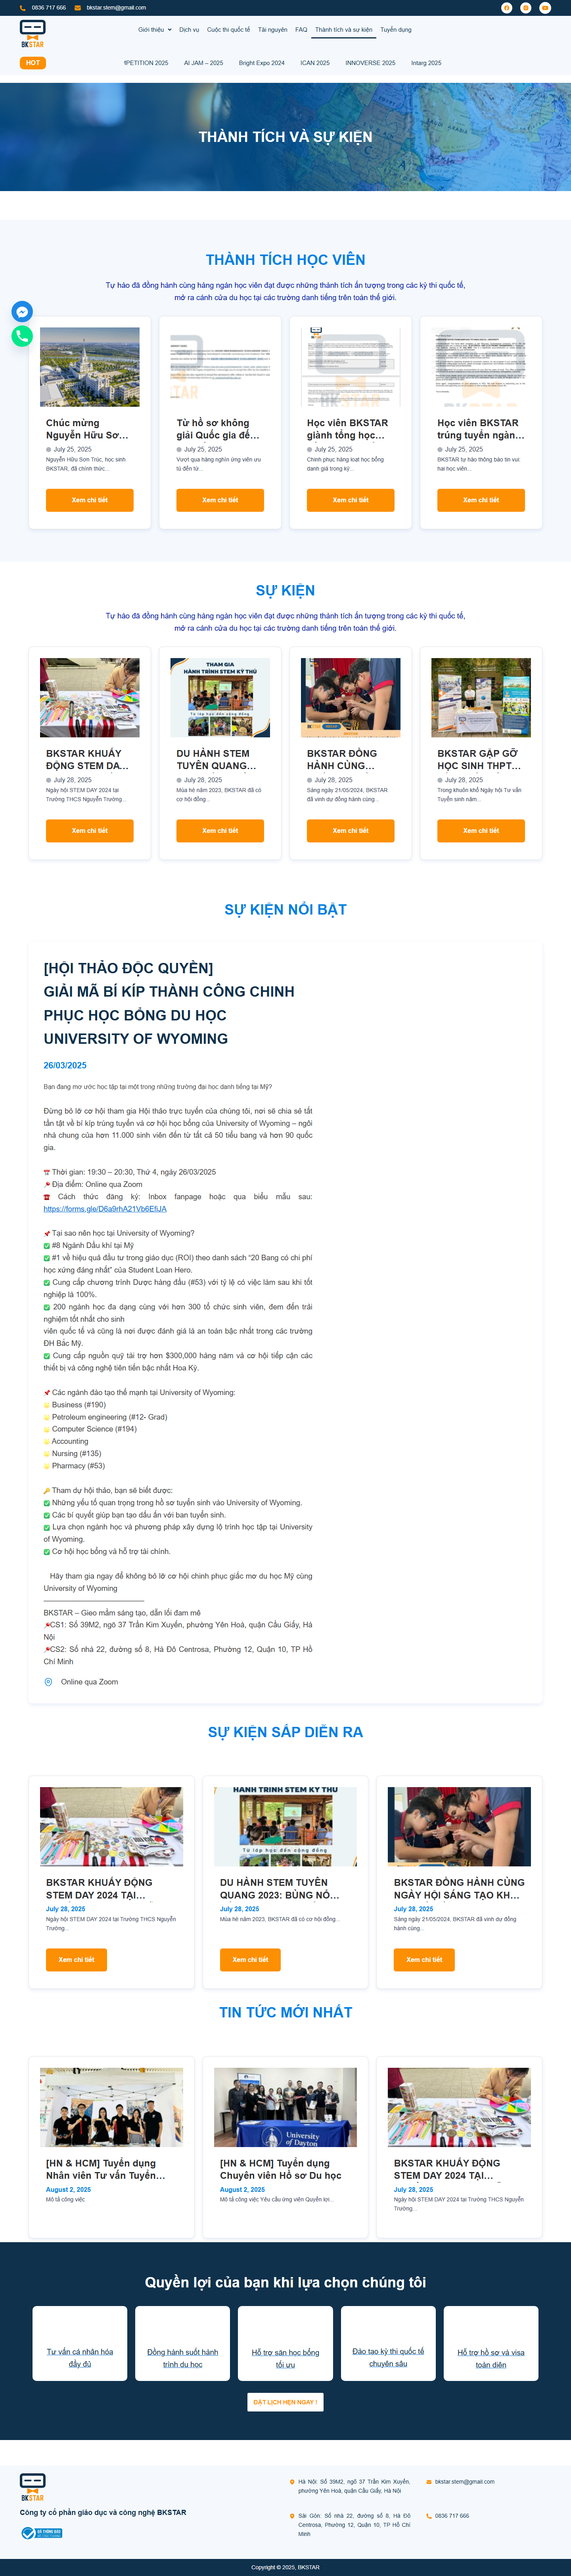 0836 717 666
bkstar.stem@gmail.com
BKSTAR
Giới thiệu
Dịch vụ
Cuộc thi quốc tế
Tài nguyên
FAQ
Thành tích và sự kiện
Tuyển dụng
HOT
PETITION 2025
AI JAM – 2025
Bright Expo 2024
ICAN 2025
INNOVERSE 2025
Intarg 2025
THÀNH TÍCH VÀ SỰ KIỆN
THÀNH TÍCH HỌC VIÊN
Tự hào đã đồng hành cùng hàng ngàn học viên đạt được những thành tích ấn tượng trong các kỳ thi quốc tế,
mở ra cánh cửa du học tại các trường danh tiếng trên toàn thế giới.
Chúc mừng
Nguyễn Hữu Sơ...
July 25, 2025
Nguyễn Hữu Sơn Trúc, học sinh
BKSTAR, đã chính thức...
Xem chi tiết
Từ hồ sơ không
giải Quốc gia đế...
July 25, 2025
Vượt qua hàng nghìn ứng viên ưu
tú đến từ...
Xem chi tiết
Học viên BKSTAR
giành tổng học...
July 25, 2025
Chinh phục hàng loạt học bổng
danh giá trong kỳ...
Xem chi tiết
Học viên BKSTAR
trúng tuyển ngàn...
July 25, 2025
BKSTAR tự hào thông báo tin vui:
hai học viên...
Xem chi tiết
SỰ KIỆN
Tự hào đã đồng hành cùng hàng ngàn học viên đạt được những thành tích ấn tượng trong các kỳ thi quốc tế,
mở ra cánh cửa du học tại các trường danh tiếng trên toàn thế giới.
BKSTAR KHUẤY
ĐỘNG STEM DA...
July 28, 2025
Ngày hội STEM DAY 2024 tại
Trường THCS Nguyễn Trường...
Xem chi tiết
THAM GIA
HÀNH TRÌNH STEM KỲ THÚ
Từ lớp học đến cộng đồng
DU HÀNH STEM
TUYÊN QUANG...
July 28, 2025
Mùa hè năm 2023, BKSTAR đã có
cơ hội đồng...
Xem chi tiết
BKSTAR ĐỒNG
HÀNH CÙNG...
July 28, 2025
Sáng ngày 21/05/2024, BKSTAR
đã vinh dự đồng hành cùng...
Xem chi tiết
BKSTAR GẶP GỠ
HỌC SINH THPT...
July 28, 2025
Trong khuôn khổ Ngày hội Tư vấn
Tuyển sinh năm...
Xem chi tiết
SỰ KIỆN NỔI BẬT
[HỘI THẢO ĐỘC QUYỀN]
GIẢI MÃ BÍ KÍP THÀNH CÔNG CHINH
PHỤC HỌC BỔNG DU HỌC
UNIVERSITY OF WYOMING
26/03/2025
Bạn đang mơ ước học tập tại một trong những trường đại học danh tiếng tại Mỹ?
Đừng bỏ lỡ cơ hội tham gia Hội thảo trực tuyến của chúng tôi, nơi sẽ chia sẻ tất
tần tật về bí kíp trúng tuyển và cơ hội học bổng của University of Wyoming – ngôi
nhà chung của hơn 11.000 sinh viên đến từ tất cả 50 tiểu bang và hơn 90 quốc
gia.
📅 Thời gian: 19:30 – 20:30, Thứ 4, ngày 26/03/2025
📍 Địa điểm: Online qua Zoom
☎️ Cách thức đăng ký: Inbox fanpage hoặc qua biểu mẫu sau:
https://forms.gle/D6a9rhA21Vb6EfiJA
📌 Tại sao nên học tại University of Wyoming?
✅ #8 Ngành Dầu khí tại Mỹ
✅ #1 về hiệu quả đầu tư trong giáo dục (ROI) theo danh sách “20 Bang có chi phí
học xứng đáng nhất” của Student Loan Hero.
✅ Cung cấp chương trình Dược hàng đầu (#53) với tỷ lệ có việc làm sau khi tốt
nghiệp là 100%.
✅ 200 ngành học đa dạng cùng với hơn 300 tổ chức sinh viên, đem đến trải
nghiệm tốt nhất cho sinh
viên quốc tế và cũng là nơi được đánh giá là an toàn bậc nhất trong các trường
ĐH Bắc Mỹ.
✅ Cung cấp nguồn quỹ tài trợ hơn $300,000 hàng năm và cơ hội tiếp cận các
thiết bị và công nghệ tiên tiến bậc nhất Hoa Kỳ.
📌 Các ngành đào tạo thế mạnh tại University of Wyoming:
Business (#190)
Petroleum engineering (#12- Grad)
Computer Science (#194)
Accounting
Nursing (#135)
Pharmacy (#53)
🔑 Tham dự hội thảo, bạn sẽ biết được:
✅ Những yếu tố quan trọng trong hồ sơ tuyển sinh vào University of Wyoming.
✅ Các bí quyết giúp bạn tạo dấu ấn với ban tuyển sinh.
✅ Lựa chọn ngành học và phương pháp xây dựng lộ trình học tập tại University
of Wyoming.
✅ Cơ hội học bổng và hỗ trợ tài chính.
Hãy tham gia ngay để không bỏ lỡ cơ hội chinh phục giấc mơ du học Mỹ cùng
University of Wyoming
BKSTAR – Gieo mầm sáng tạo, dẫn lối đam mê
📍CS1: Số 39M2, ngõ 37 Trần Kim Xuyến, phường Yên Hoà, quận Cầu Giấy, Hà
Nội
📍CS2: Số nhà 22, đường số 8, Hà Đô Centrosa, Phường 12, Quận 10, TP Hồ
Chí Minh
Online qua Zoom
SỰ KIỆN SẮP DIỄN RA
BKSTAR KHUẤY ĐỘNG
STEM DAY 2024 TẠI...
July 28, 2025
Ngày hội STEM DAY 2024 tại Trường THCS Nguyễn
Trường...
Xem chi tiết
HÀNH TRÌNH STEM KỲ THÚ
Từ lớp học đến cộng đồng
DU HÀNH STEM TUYÊN
QUANG 2023: BÙNG NỔ...
July 28, 2025
Mùa hè năm 2023, BKSTAR đã có cơ hội đồng...
Xem chi tiết
BKSTAR ĐỒNG HÀNH CÙNG
NGÀY HỘI SÁNG TẠO KH...
July 28, 2025
Sáng ngày 21/05/2024, BKSTAR đã vinh dự đồng
hành cùng...
Xem chi tiết
TIN TỨC MỚI NHẤT
[HN & HCM] Tuyển dụng
Nhân viên Tư vấn Tuyển...
August 2, 2025
Mô tả công việc
University of
Dayton
[HN & HCM] Tuyển dụng
Chuyên viên Hồ sơ Du học
August 2, 2025
Mô tả công việc Yêu cầu ứng viên Quyền lợi...
BKSTAR KHUẤY ĐỘNG
STEM DAY 2024 TẠI...
July 28, 2025
Ngày hội STEM DAY 2024 tại Trường THCS Nguyễn
Trường...
Quyền lợi của bạn khi lựa chọn chúng tôi
Tư vấn cá nhân hóa
đầy đủ
Đồng hành suốt hành
trình du học
Hỗ trợ săn học bổng
tối ưu
Đào tạo kỳ thi quốc tế
chuyên sâu
Hỗ trợ hồ sơ và visa
toàn diện
ĐẶT LỊCH HẸN NGAY !
BKSTAR
Công ty cổ phần giáo dục và công nghệ BKSTAR
Hà Nội: Số 39M2, ngõ 37 Trần Kim Xuyến,
phường Yên Hoà, quận Cầu Giấy, Hà Nội
bkstar.stem@gmail.com
Sài Gòn: Số nhà 22, đường số 8, Hà Đô
Centrosa, Phường 12, Quận 10, TP Hồ Chí
Minh
0836 717 666
Copyright © 2025, BKSTAR